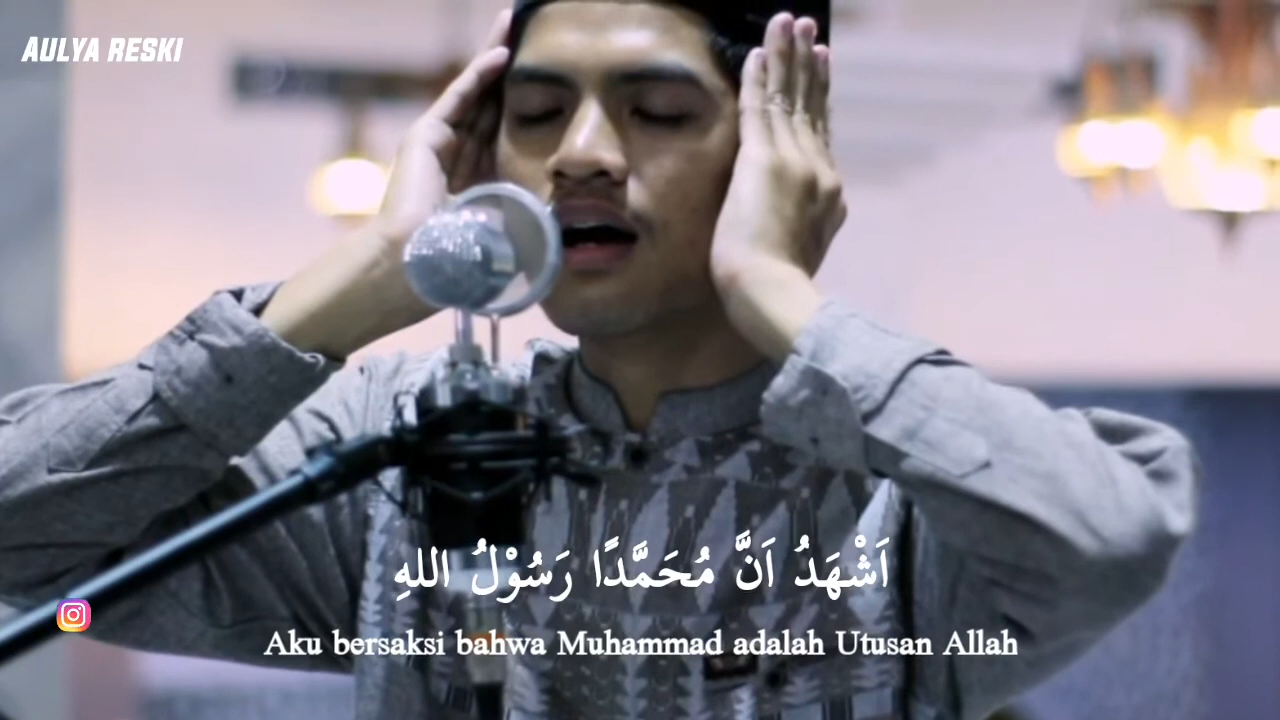 AULYA RESKI
اَشْهَدُ اَنَّ مُحَمَّدًا رَسُوْلُ اللهِ
Aku bersaksi bahwa Muhammad adalah Utusan Allah